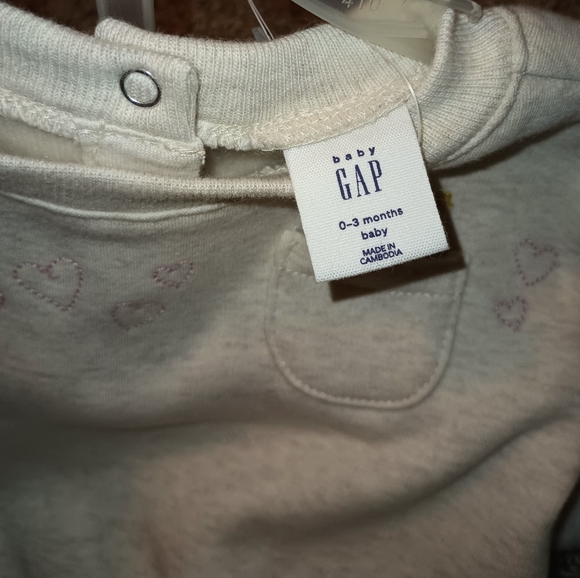 baby
GAP
0-3 months
baby
MADE IN
CAMBODIA